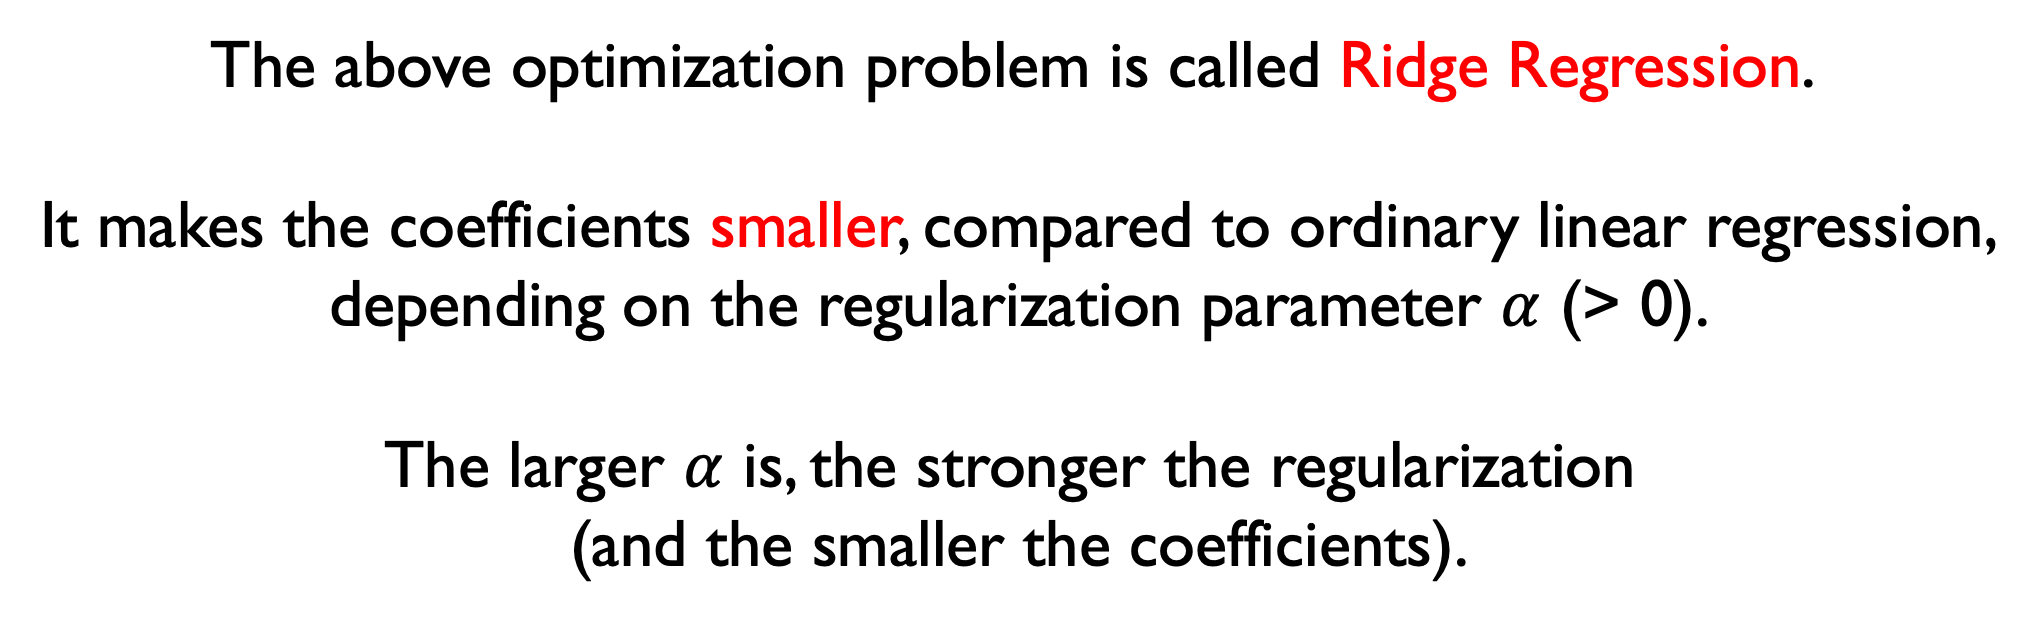 The above optimization problem is called Ridge Regression.
It makes the coefficients smaller, compared to ordinary linear regression,
depending on the regularization parameter 𝛼 (> 0).
The larger 𝛼 is, the stronger the regularization
(and the smaller the coefficients).